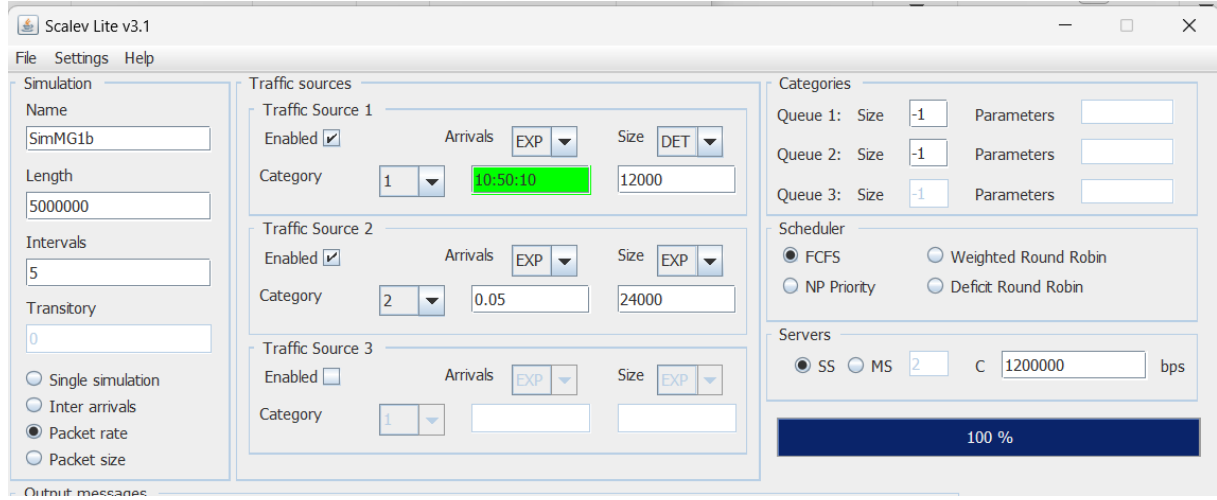 Scalev Lite v3.1
File Settings Help
Simulation
Name
SimMG1b
Length
5000000
Intervals
5
Transitory
0
Single simulation
Inter arrivals
Packet rate
Packet size
Traffic sources
Traffic Source 1
Enabled Arrivals EXP Size DET
Category 1 10:50:10 12000
Traffic Source 2
Enabled Arrivals EXP Size EXP
Category 2 0.05 24000
Traffic Source 3
Enabled Arrivals EXP Size EXP
Category 1
Categories
Queue 1: Size -1 Parameters
Queue 2: Size -1 Parameters
Queue 3: Size -1 Parameters
Scheduler
FCFS Weighted Round Robin
NP Priority Deficit Round Robin
Servers
SS MS 2 C 1200000 bps
100 %
Output messages